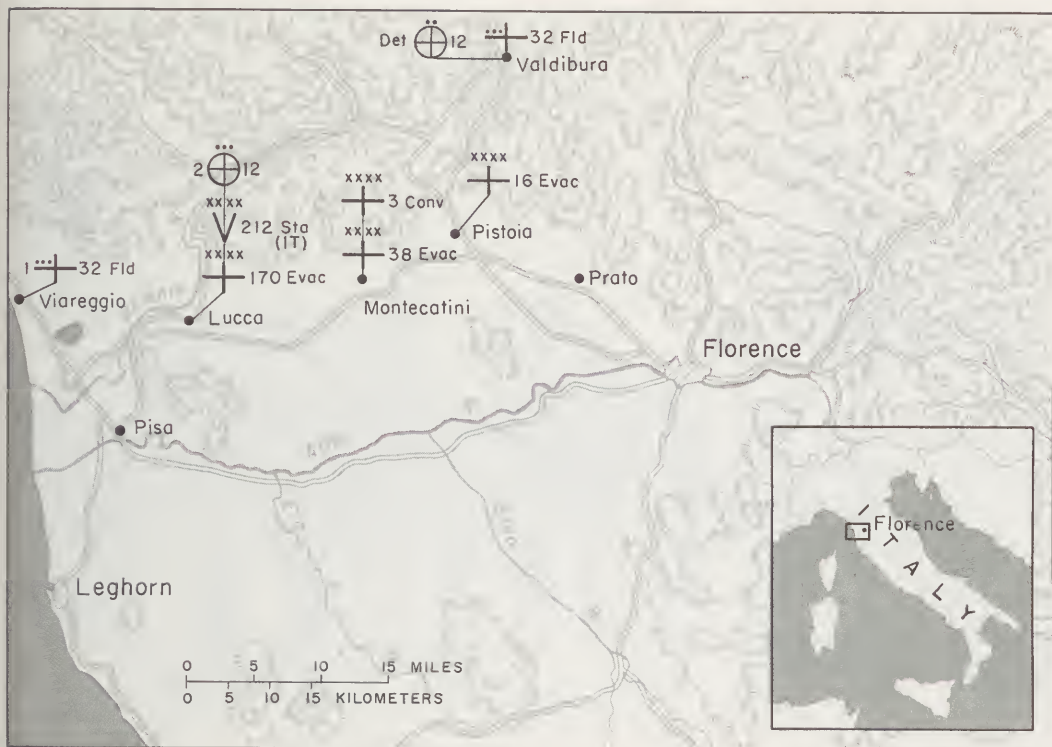 Det 12 32 Fld
Valdibura
2 12
xxxx
212 Sta
(IT)
xxxx
170 Evac
Lucca
xxxx
3 Conv
xxxx
38 Evac
Montecatini
xxxx
16 Evac
Pistoia
1 32 Fld
Viareggio
Prato
Florence
Pisa
Arno
Leghorn
0 5 10 15 MILES
0 5 10 15 KILOMETERS
Florence
ITALY